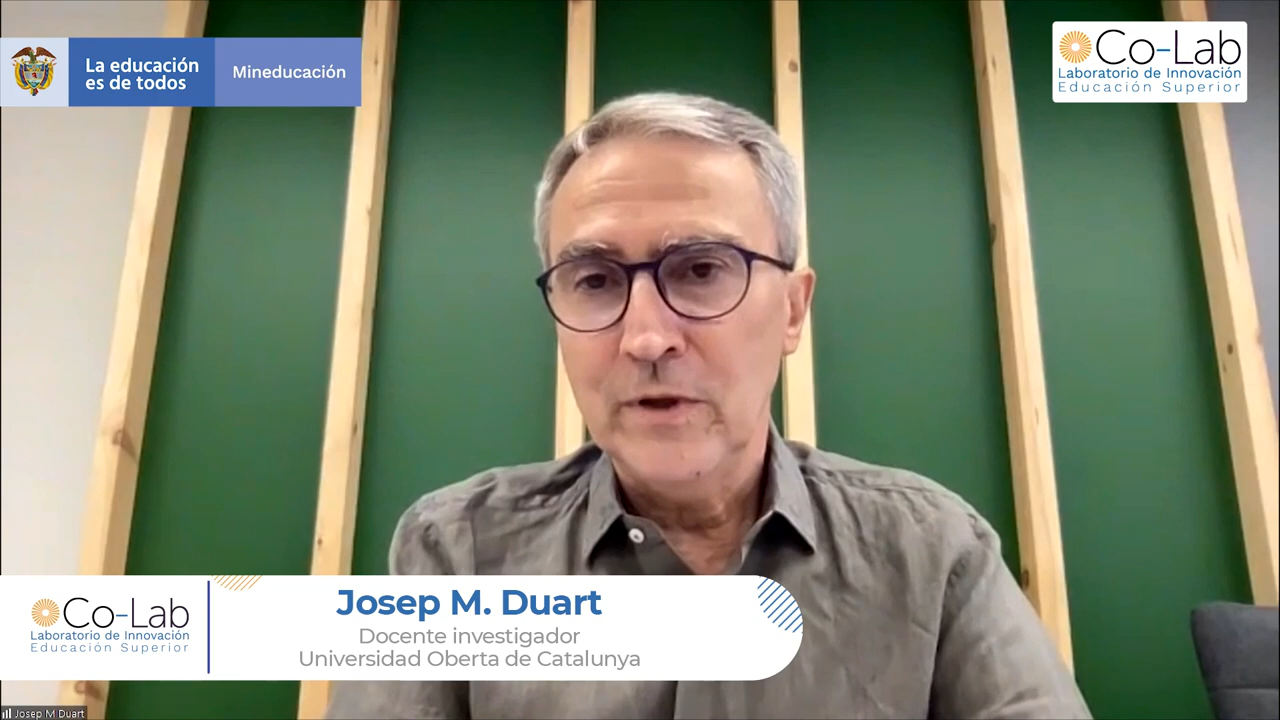 La educación
es de todos
Mineducación
Co-Lab
Laboratorio de Innovación
Educación Superior
Co-Lab
Laboratorio de Innovación
Educación Superior
Josep M. Duart
Docente investigador
Universidad Oberta de Catalunya
Josep M Duart